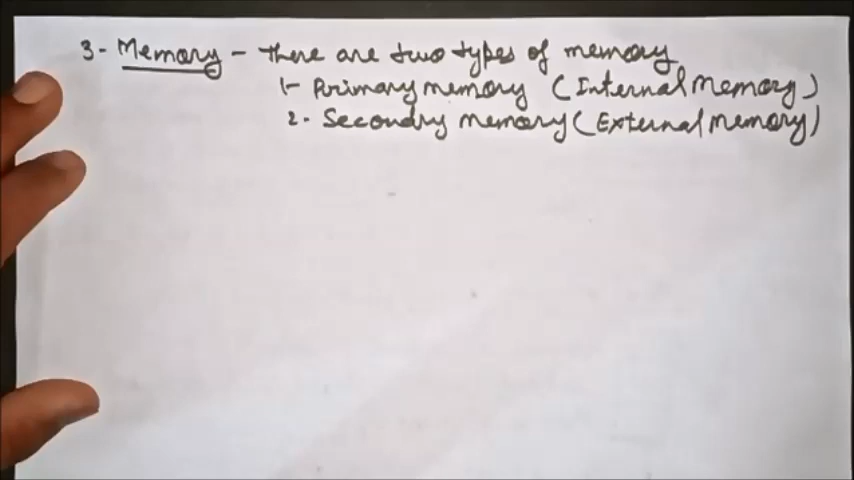 3- Memory - There are two types of memory
1- Primary memory (Internal Memory)
2. Secondry memory (External memory)